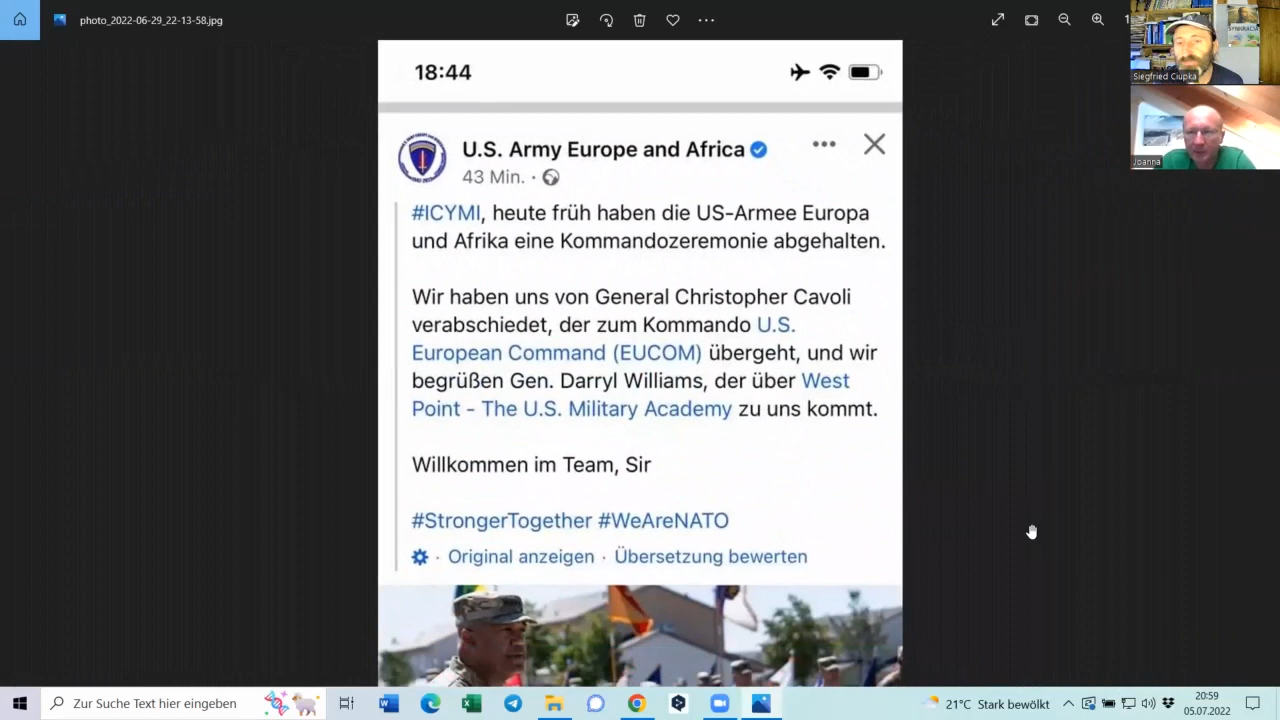 photo_2022-06-29_22-13-58.jpg
18:44
U.S. Army Europe and Africa
43 Min. ·
#ICYMI, heute früh haben die US-Armee Europa
und Afrika eine Kommandozeremonie abgehalten.
Wir haben uns von General Christopher Cavoli
verabschiedet, der zum Kommando U.S.
European Command (EUCOM) übergeht, und wir
begrüßen Gen. Darryl Williams, der über West
Point - The U.S. Military Academy zu uns kommt.
Willkommen im Team, Sir
#StrongerTogether #WeAreNATO
· Original anzeigen · Übersetzung bewerten
Siegfried Ciupka
Joanna
Zur Suche Text hier eingeben
21°C Stark bewölkt
20:59
05.07.2022